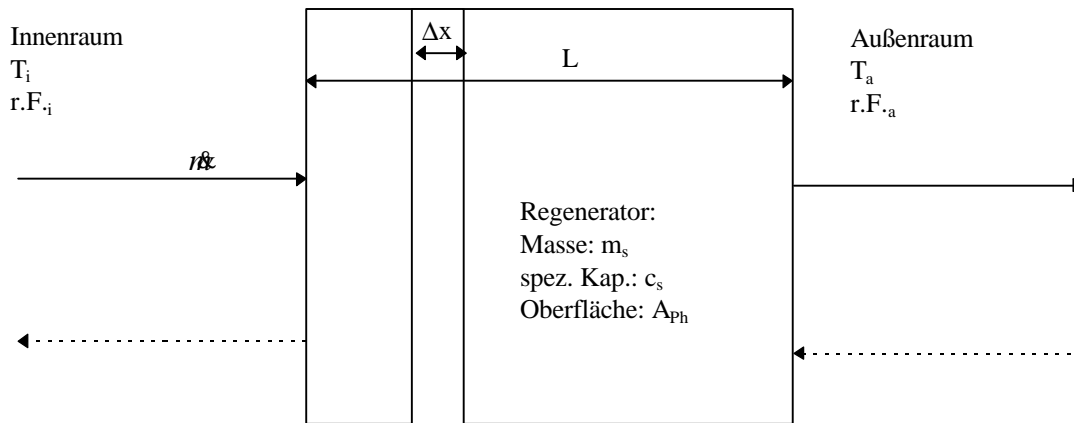 Innenraum
T_i
r.F._i
Δx
L
Außenraum
T_a
r.F._a
Regenerator:
Masse: m_s
spez. Kap.: c_s
Oberfläche: A_Ph